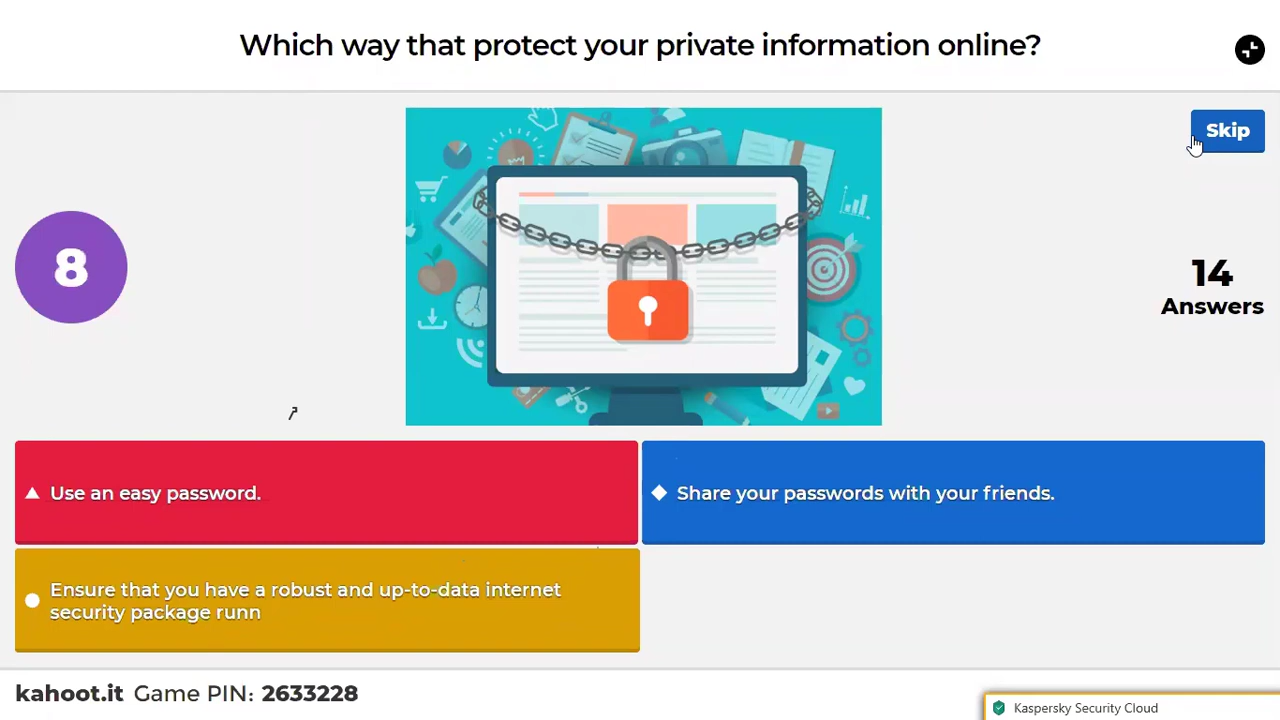 Which way that protect your private information online?
Skip
8
14
Answers
Use an easy password.
Share your passwords with your friends.
Ensure that you have a robust and up-to-data internet
security package runn
kahoot.it Game PIN: 2633228
Kaspersky Security Cloud